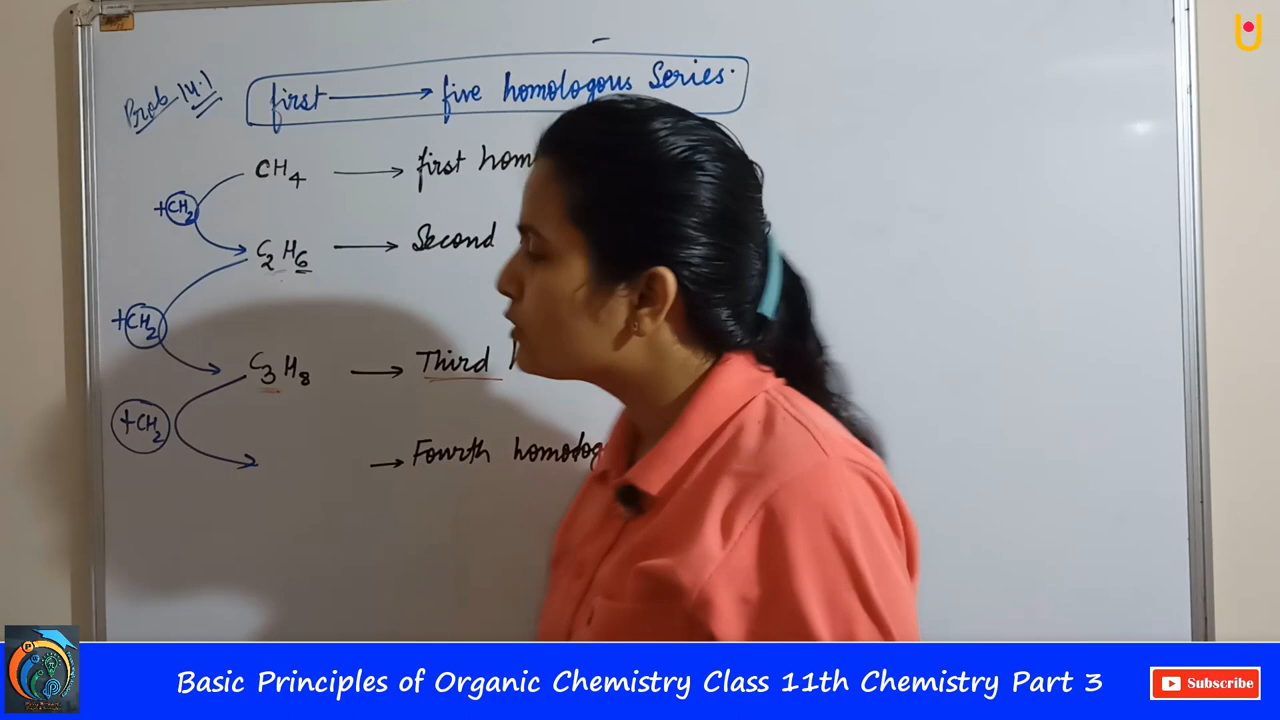 Prob 14.1
first → five homologous Series.
CH4 → first hom
+CH2
C2H6 → Second
+CH2
C3H8 → Third
+CH2
→ Fourth homolog
Basic Principles of Organic Chemistry Class 11th Chemistry Part 3
Subscribe